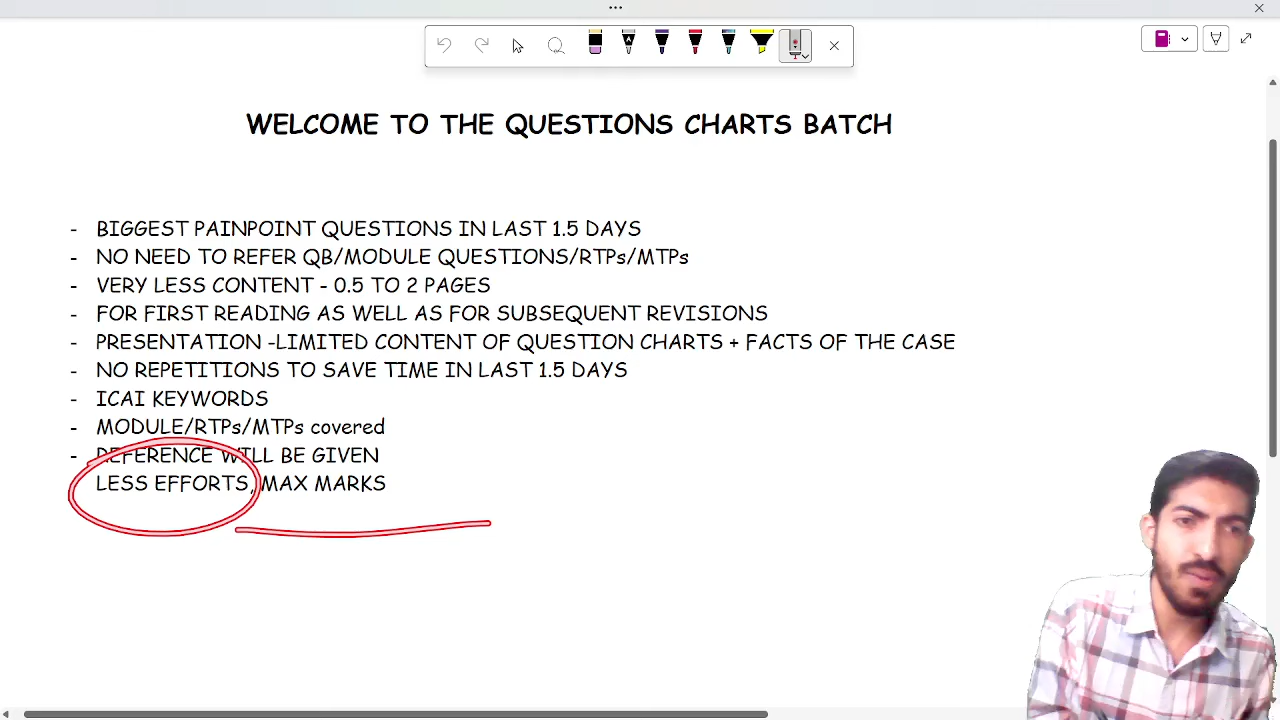 WELCOME TO THE QUESTIONS CHARTS BATCH
- BIGGEST PAINPOINT QUESTIONS IN LAST 1.5 DAYS
- NO NEED TO REFER QB/MODULE QUESTIONS/RTPs/MTPs
- VERY LESS CONTENT - 0.5 TO 2 PAGES
- FOR FIRST READING AS WELL AS FOR SUBSEQUENT REVISIONS
- PRESENTATION -LIMITED CONTENT OF QUESTION CHARTS + FACTS OF THE CASE
- NO REPETITIONS TO SAVE TIME IN LAST 1.5 DAYS
- ICAI KEYWORDS
- MODULE/RTPs/MTPs covered
- REFERENCE WILL BE GIVEN
LESS EFFORTS, MAX MARKS